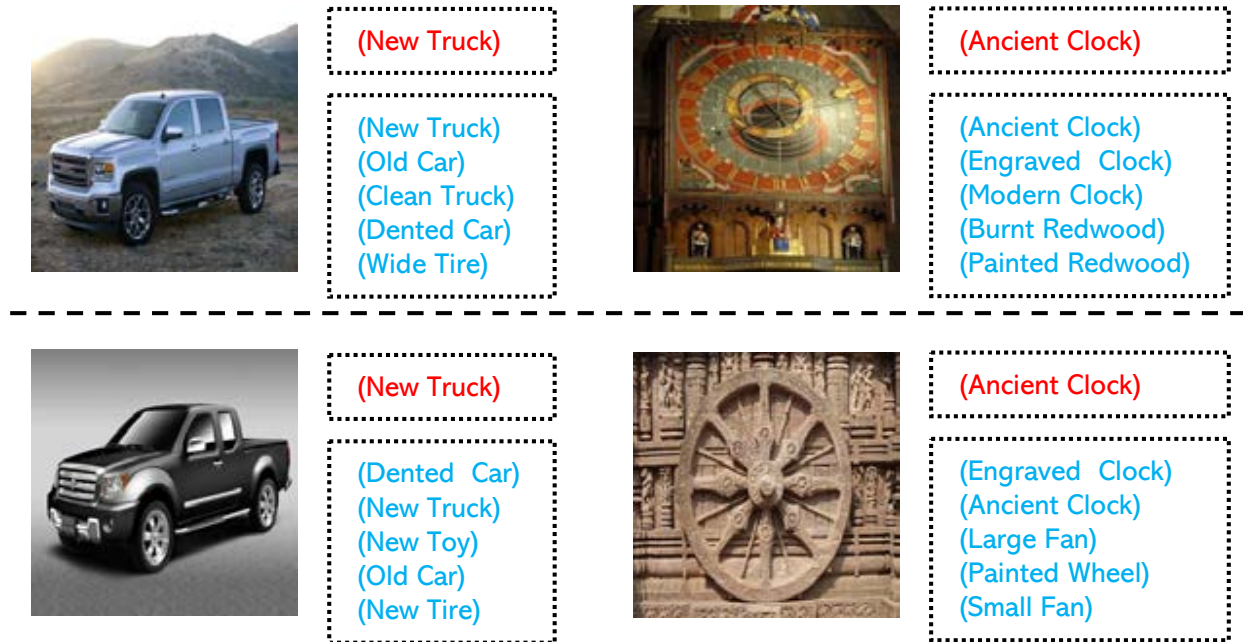 (New Truck)
(New Truck)
(Old Car)
(Clean Truck)
(Dented Car)
(Wide Tire)
(Ancient Clock)
(Ancient Clock)
(Engraved Clock)
(Modern Clock)
(Burnt Redwood)
(Painted Redwood)
(New Truck)
(Dented Car)
(New Truck)
(New Toy)
(Old Car)
(New Tire)
(Ancient Clock)
(Engraved Clock)
(Ancient Clock)
(Large Fan)
(Painted Wheel)
(Small Fan)